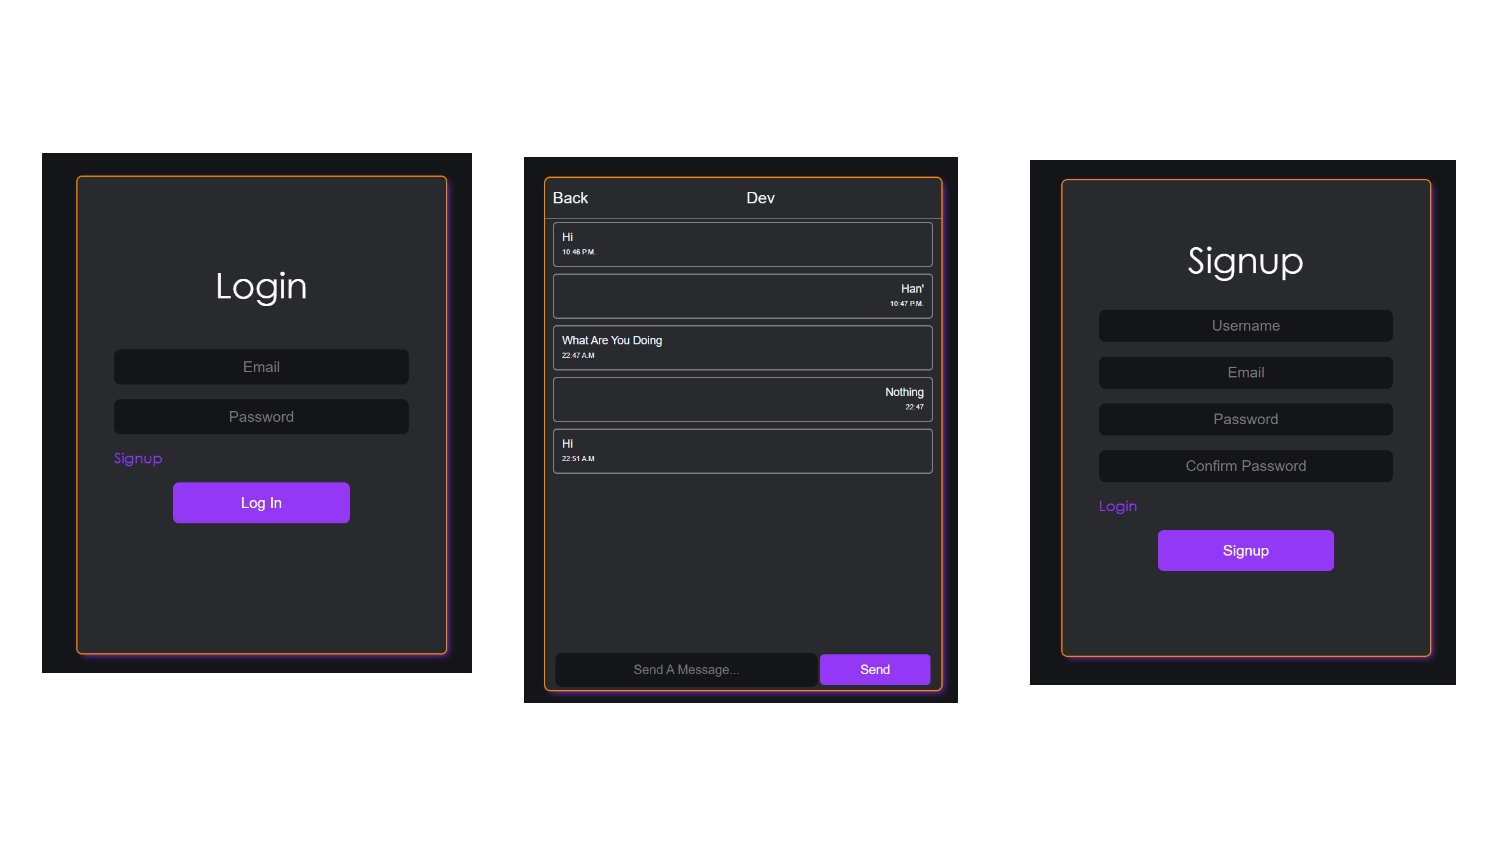 Login
Email
Password
Signup
Log In
Back
Dev
Hi
10:46 P.M.
Han'
10:47 P.M.
What Are You Doing
22:47 A.M
Nothing
22:47
Hi
22:51 A.M
Send A Message...
Send
Signup
Username
Email
Password
Confirm Password
Login
Signup